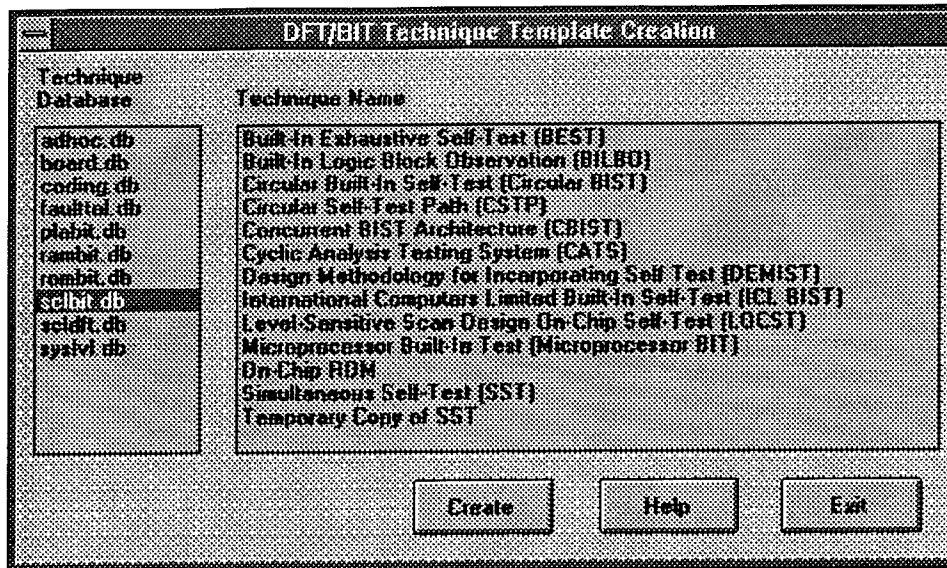 DFT/BIT Technique Template Creation
Technique
Database
Technique Name
adhoc.db
board.db
coding.db
faulttol.db
plabit.db
rambit.db
rombit.db
sclbit.db
scldft.db
syslvl.db
Built-In Exhaustive Self-Test (BEST)
Built-In Logic Block Observation (BILBO)
Circular Built-In Self-Test (Circular BIST)
Circular Self-Test Path (CSTP)
Concurrent BIST Architecture (CBIST)
Cyclic Analysis Testing System (CATS)
Design Methodology for Incorporating Self Test (DEMIST)
International Computers Limited Built-In Self-Test (ICL BIST)
Level-Sensitive Scan Design On-Chip Self-Test (LOCST)
Microprocessor Built-In Test (Microprocessor BIT)
On-Chip ROM
Simultaneous Self-Test (SST)
Temporary Copy of SST
Create
Help
Exit